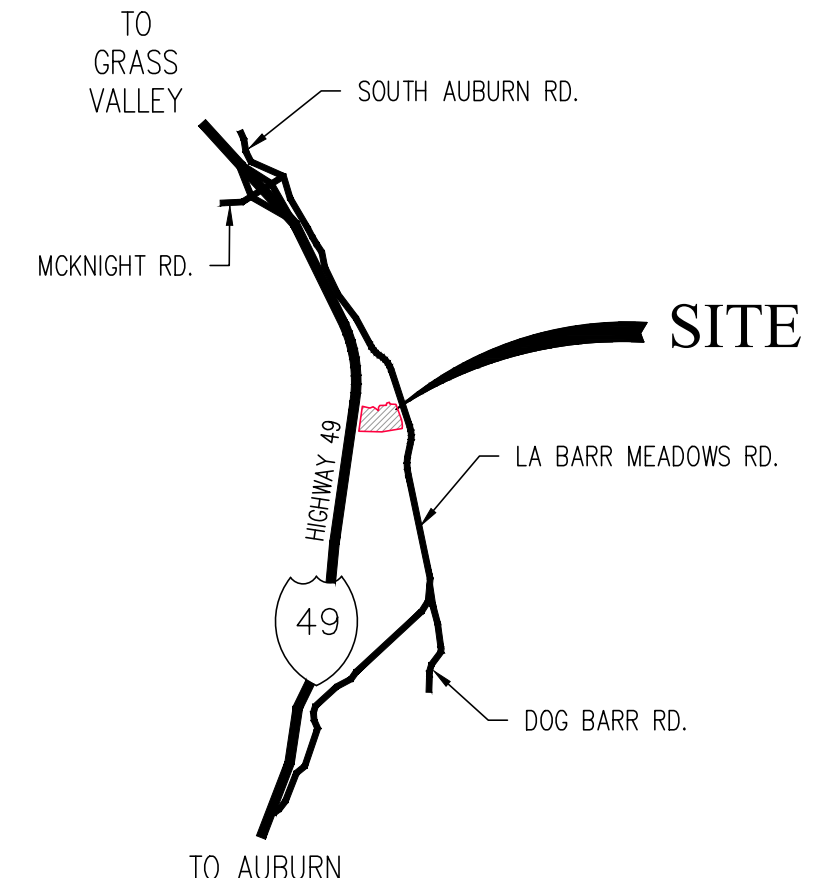 TO
GRASS
VALLEY
SOUTH AUBURN RD.
MCKNIGHT RD.
SITE
HIGHWAY 49
LA BARR MEADOWS RD.
49
DOG BARR RD.
TO AUBURN